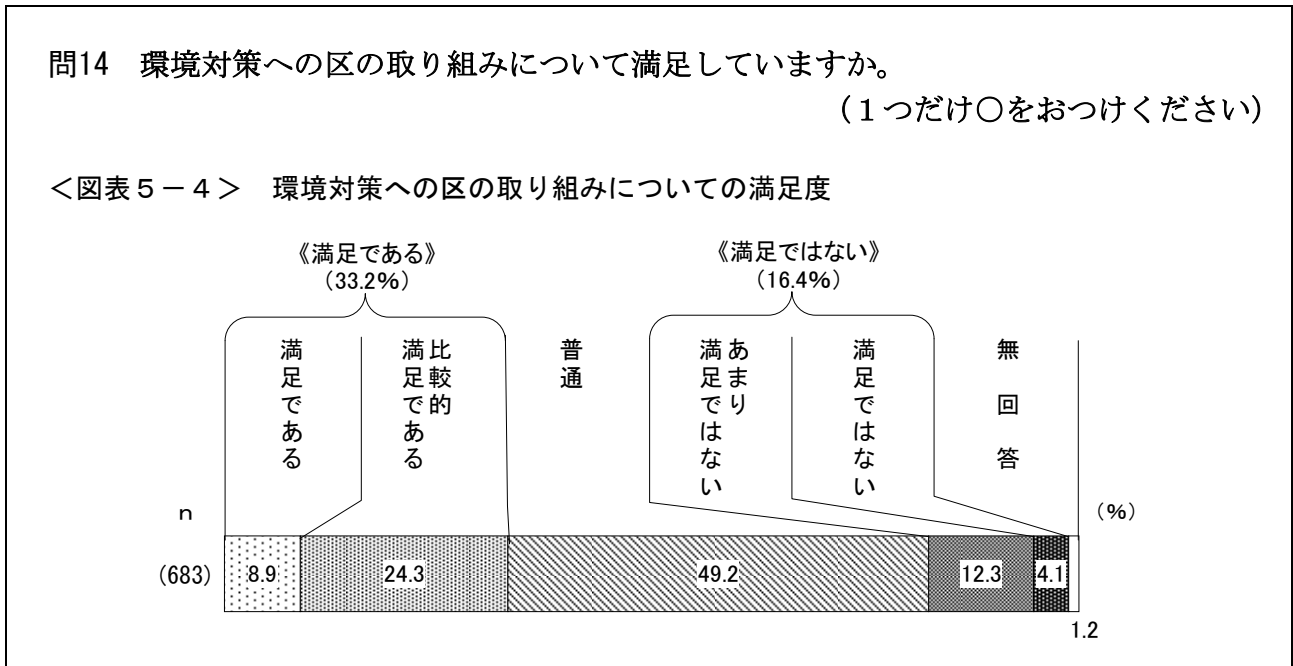 問14　環境対策への区の取り組みについて満足していますか。
（１つだけ○をおつけください）
＜図表５－４＞　環境対策への区の取り組みについての満足度
《満足である》
（33.2%）
《満足ではない》
（16.4%）
満足である
比較的
満足である
普通
あまり
満足ではない
満足ではない
無回答
n
（%）
（683）
8.9
24.3
49.2
12.3
4.1
1.2